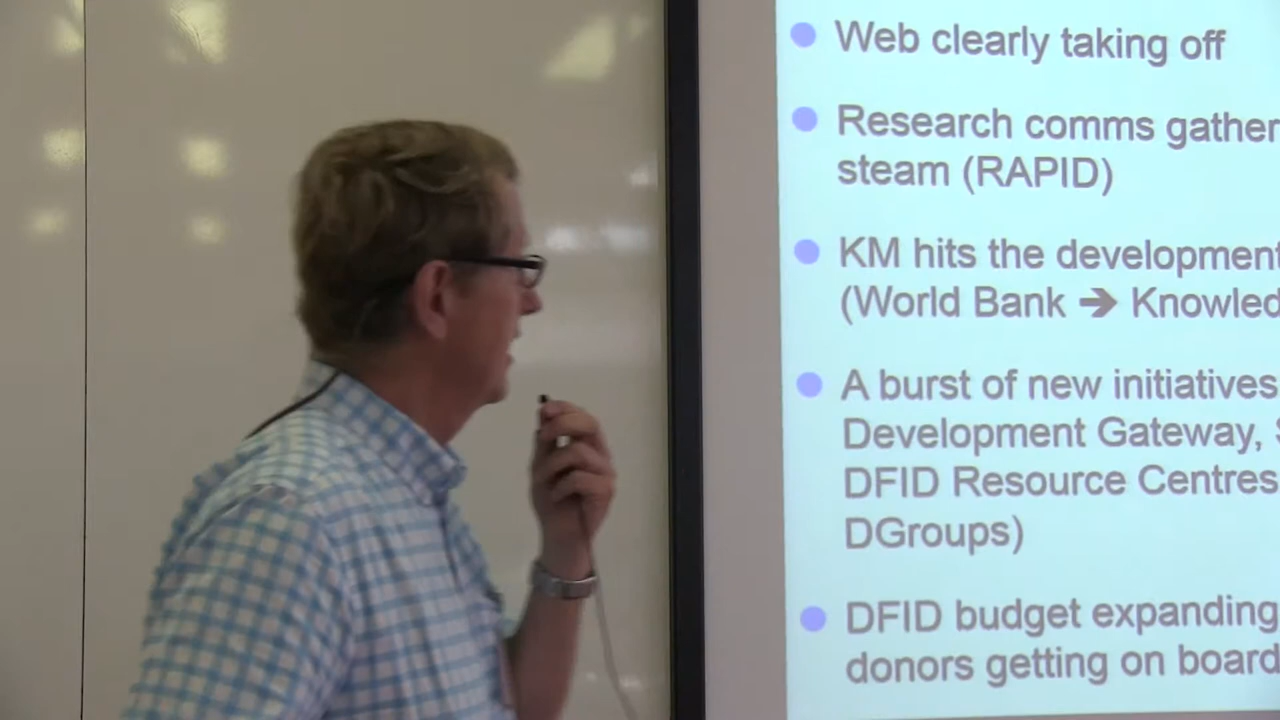 Web clearly taking off
Research comms gather
steam (RAPID)
KM hits the development
(World Bank ➔ Knowled
A burst of new initiatives
Development Gateway,
DFID Resource Centres
DGroups)
DFID budget expanding
donors getting on board